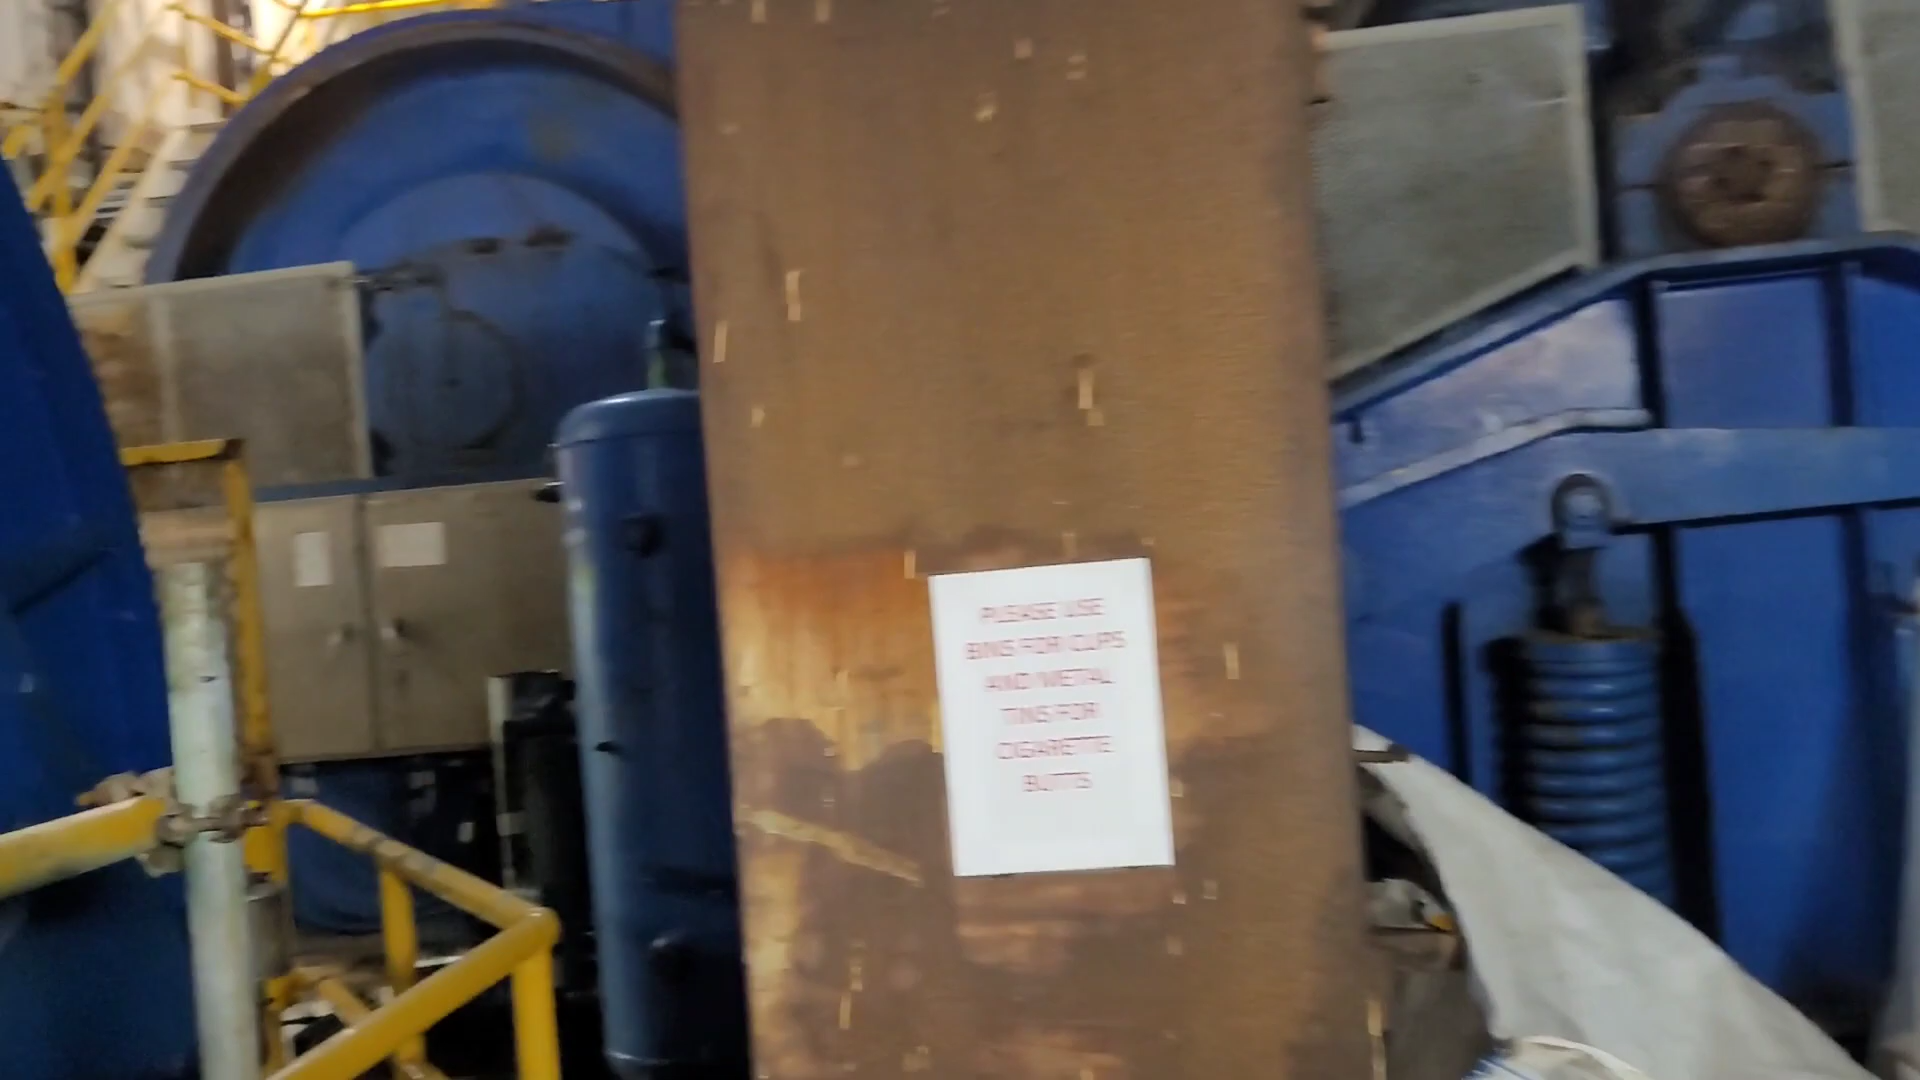 PLEASE USE
BINS FOR CUPS
AND METAL
TINS FOR
CIGARETTE
BUTTS